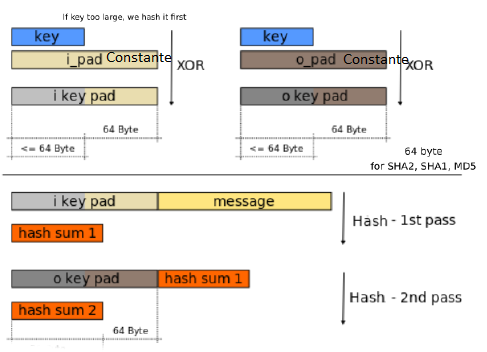 If key too large, we hash it first
key
i_pad Constante
XOR
i key pad
64 Byte
<= 64 Byte
key
o_pad Constante
XOR
o key pad
64 Byte
<= 64 Byte
64 byte
for SHA2, SHA1, MD5
i key pad message
hash sum 1
Hash - 1st pass
o key pad hash sum 1
hash sum 2
Hash - 2nd pass
64 Byte